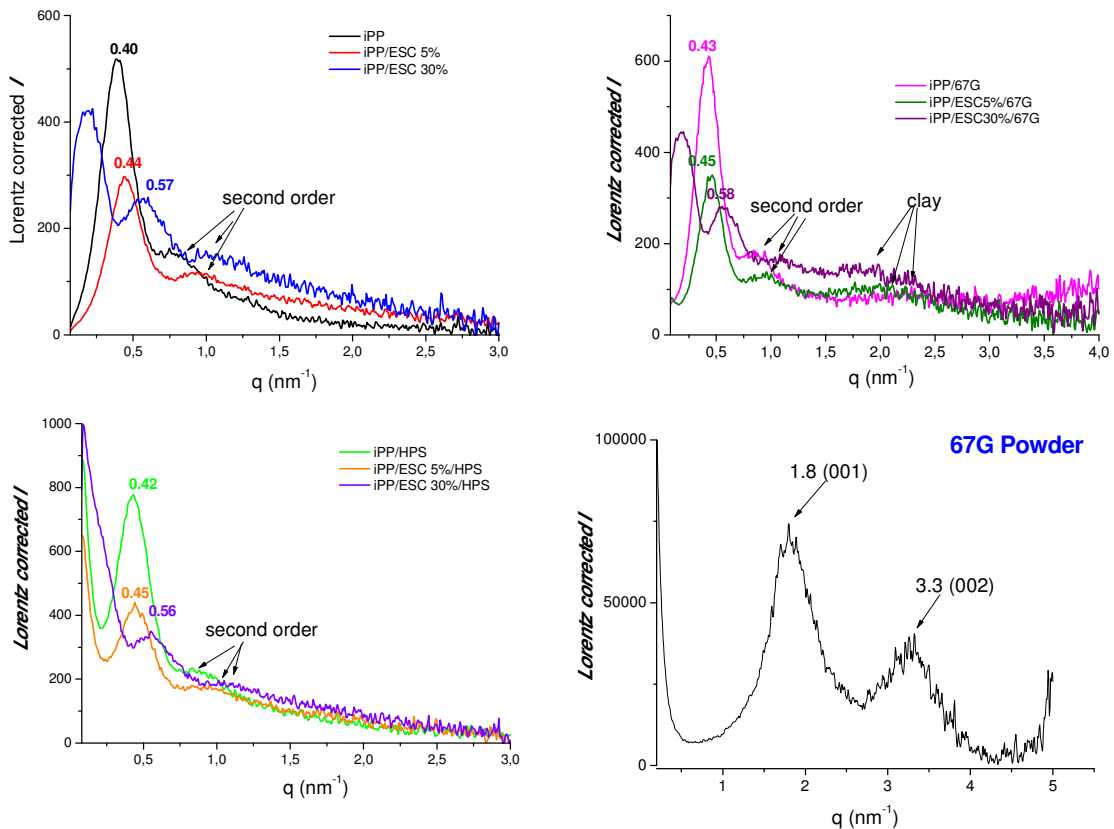 600
400
200
0
Lorentz corrected I
0.40
0.44
0.57
second order
iPP
iPP/ESC 5%
iPP/ESC 30%
0,5
1,0
1,5
2,0
2,5
3,0
q (nm⁻¹)
600
400
200
0
Lorentz corrected I
0.43
0.45
0.58
second order
clay
iPP/67G
iPP/ESC5%/67G
iPP/ESC30%/67G
0,5
1,0
1,5
2,0
2,5
3,0
3,5
4,0
q (nm⁻¹)
1000
800
600
400
200
0
Lorentz corrected I
0.42
0.45
0.56
second order
iPP/HPS
iPP/ESC 5%/HPS
iPP/ESC 30%/HPS
0,5
1,0
1,5
2,0
2,5
3,0
q (nm⁻¹)
100000
50000
0
Lorentz corrected I
67G Powder
1.8 (001)
3.3 (002)
1
2
3
4
5
q (nm⁻¹)